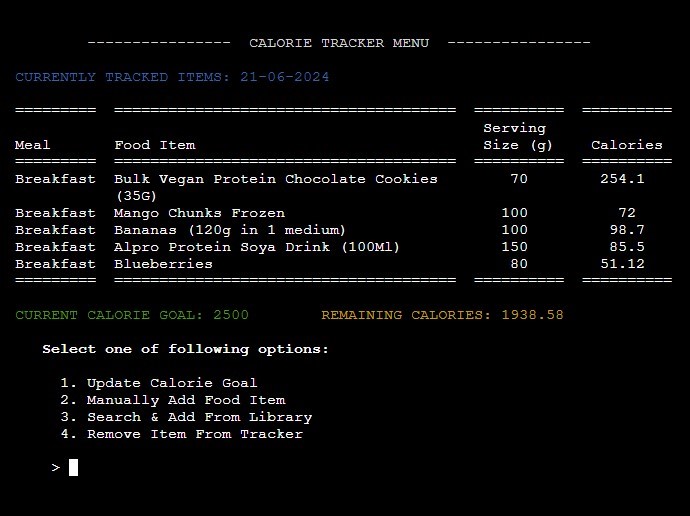 ----------------  CALORIE TRACKER MENU  ----------------
CURRENTLY TRACKED ITEMS: 21-06-2024
=========  ======================================  ==========  ==========
Serving
Meal       Food Item                                Size (g)    Calories
=========  ======================================  ==========  ==========
Breakfast  Bulk Vegan Protein Chocolate Cookies        70         254.1
(35G)
Breakfast  Mango Chunks Frozen                        100          72
Breakfast  Bananas (120g in 1 medium)                 100         98.7
Breakfast  Alpro Protein Soya Drink (100Ml)           150         85.5
Breakfast  Blueberries                                 80         51.12
=========  ======================================  ==========  ==========
CURRENT CALORIE GOAL: 2500        REMAINING CALORIES: 1938.58
Select one of following options:
1. Update Calorie Goal
2. Manually Add Food Item
3. Search & Add From Library
4. Remove Item From Tracker
>